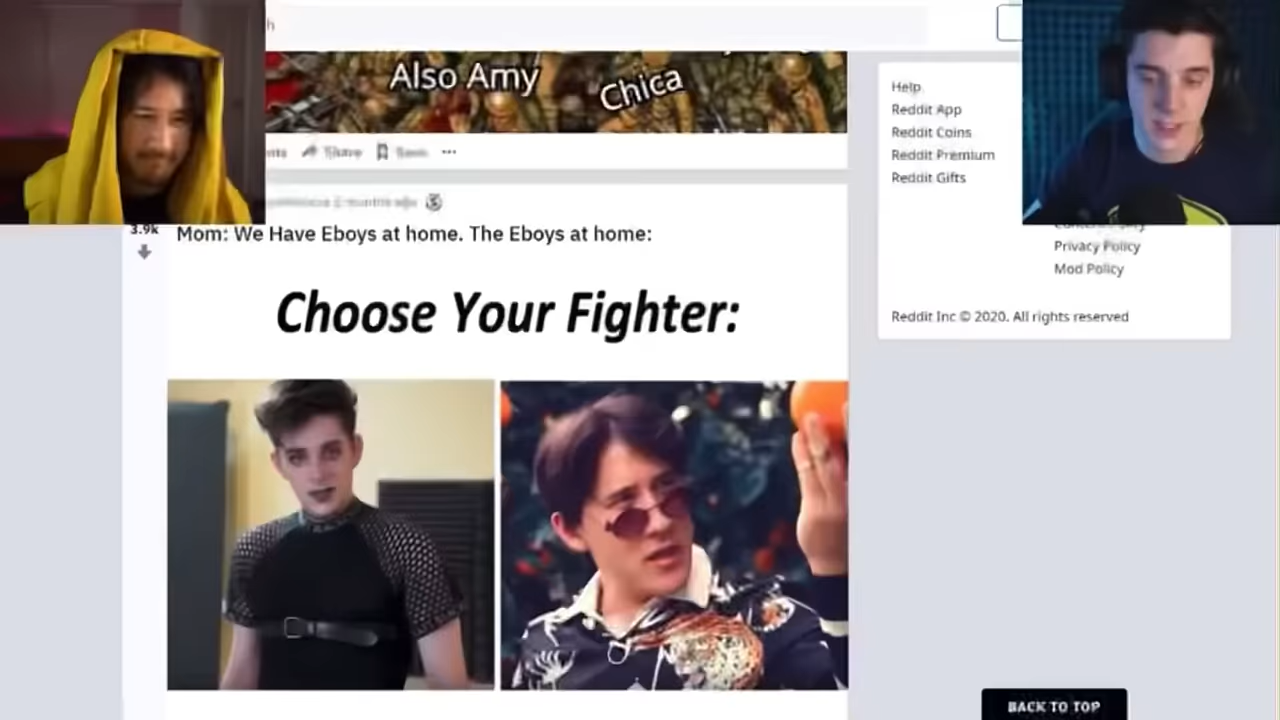 Also Amy
Chica
Share
Save
•••
3.9k
Mom: We Have Eboys at home. The Eboys at home:
Choose Your Fighter:
Help
Reddit App
Reddit Coins
Reddit Premium
Reddit Gifts
Privacy Policy
Mod Policy
Reddit Inc © 2020. All rights reserved
BACK TO TOP